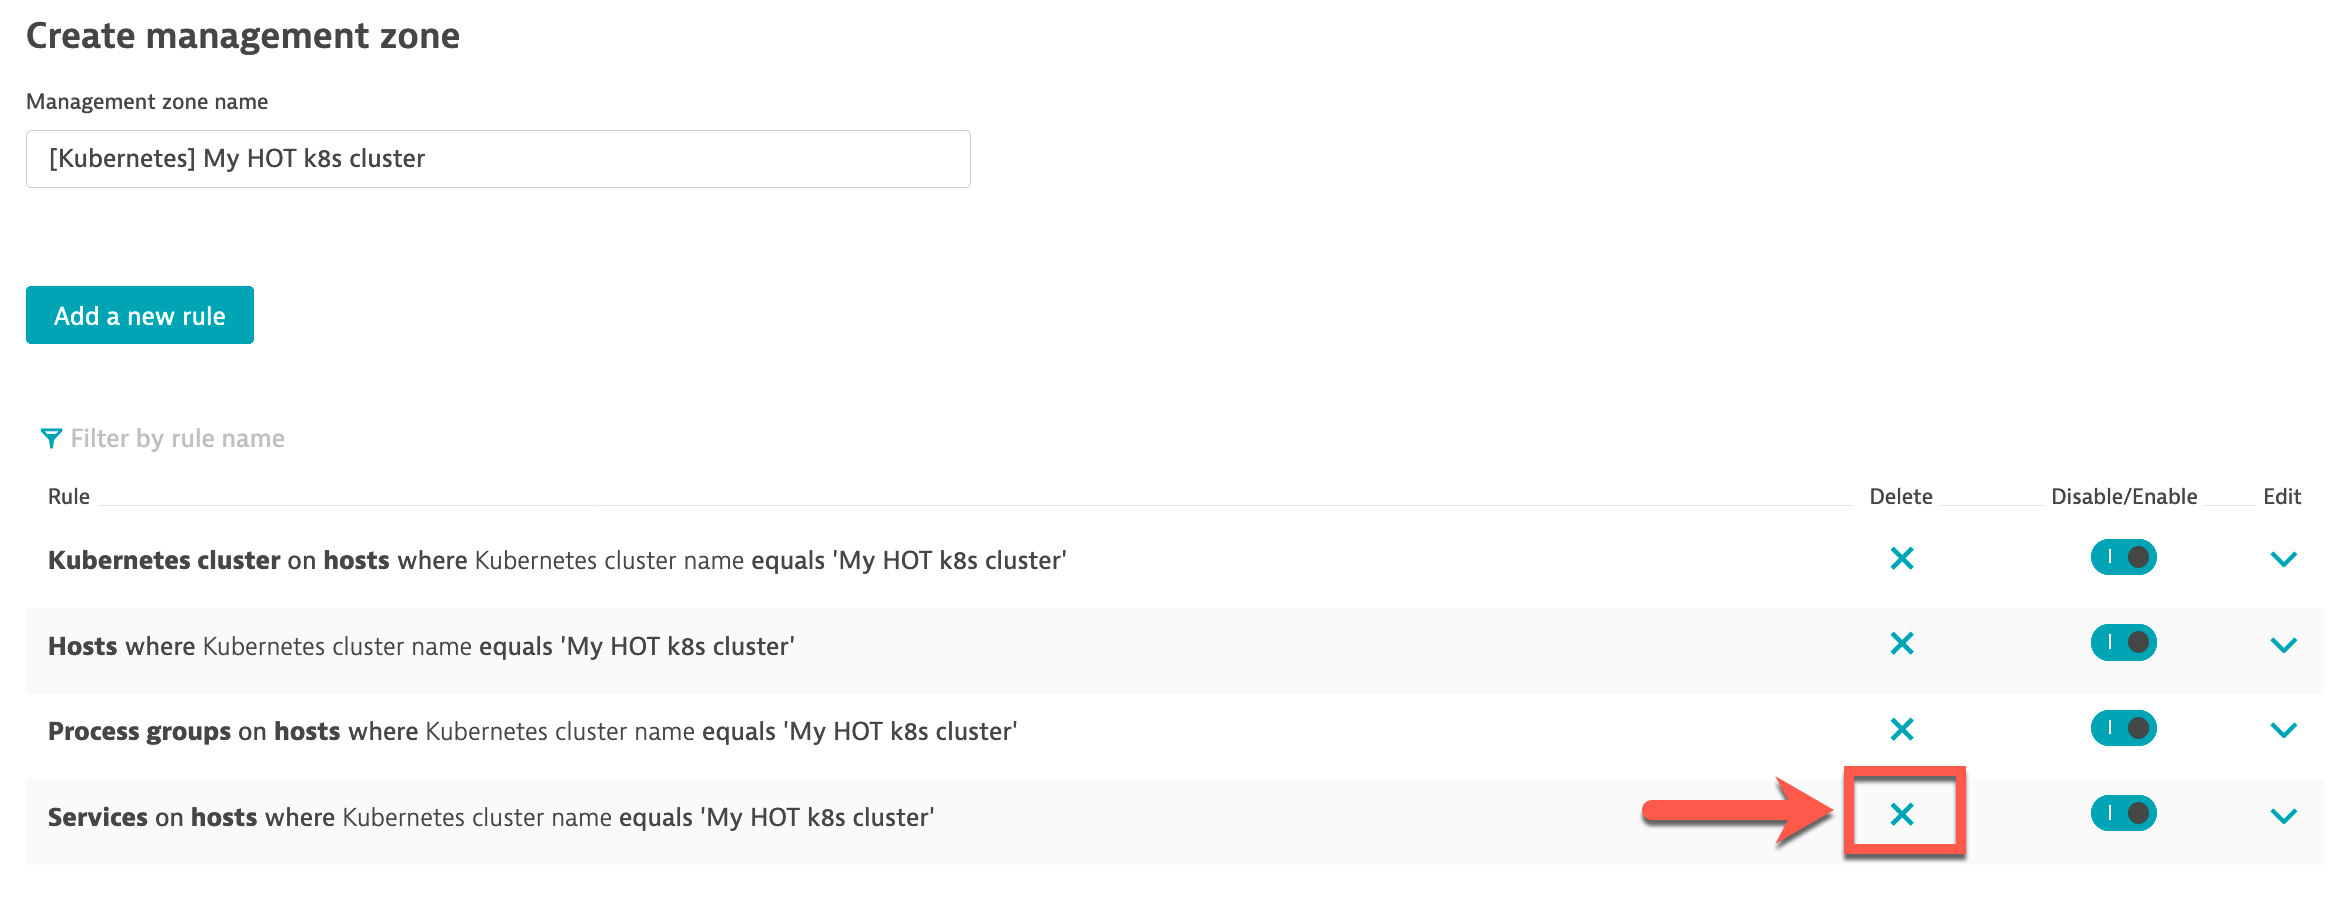 Create management zone
Management zone name
[Kubernetes] My HOT k8s cluster
Add a new rule
Filter by rule name
Rule Delete Disable/Enable Edit
Kubernetes cluster on hosts where Kubernetes cluster name equals 'My HOT k8s cluster'
Hosts where Kubernetes cluster name equals 'My HOT k8s cluster'
Process groups on hosts where Kubernetes cluster name equals 'My HOT k8s cluster'
Services on hosts where Kubernetes cluster name equals 'My HOT k8s cluster'